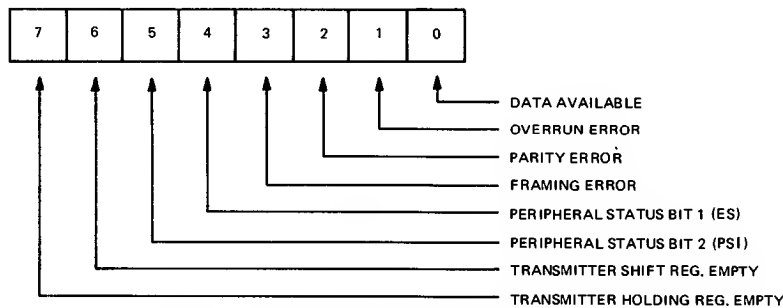 7 6 5 4 3 2 1 0
DATA AVAILABLE
OVERRUN ERROR
PARITY ERROR
FRAMING ERROR
PERIPHERAL STATUS BIT 1 (ES)
PERIPHERAL STATUS BIT 2 (PSI)
TRANSMITTER SHIFT REG. EMPTY
TRANSMITTER HOLDING REG. EMPTY